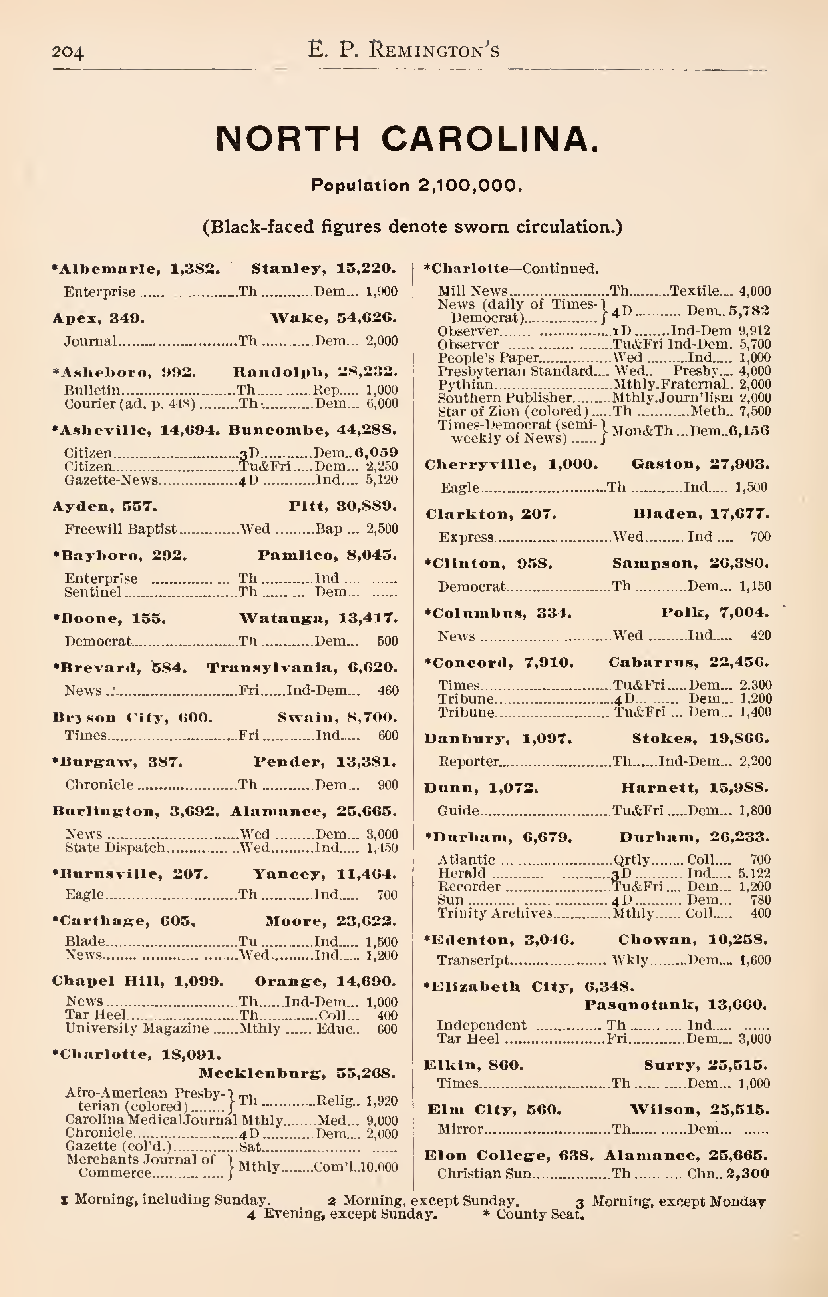 204 E. P. Remington's
NORTH CAROLINA.
Population 2,100,000.
(Black-faced figures denote sworn circulation.)
*Albemarle, 1,382. Stanley, 15,220.
Enterprise ..... Th ..... Dem... 1,900
Apex, 349. Wake, 54,626.
Journal..... Th ..... Dem... 2,000
*Asheboro, 992. Randolph, 28,232.
Bulletin..... Th ..... Rep..... 1,000
Courier (ad. p. 448) ..... Th ..... Dem... 6,000
*Asheville, 14,694. Buncombe, 44,288.
Citizen..... 3D..... Dem.. 6,059
Citizen..... Tu&Fri..... Dem... 2,250
Gazette-News..... 4D ..... Ind..... 5,120
Ayden, 557. Pitt, 30,889.
Freewill Baptist..... Wed ..... Bap ... 2,500
*Bayboro, 292. Pamlico, 8,045.
Enterprise ..... Th ..... Ind ..... .....
Sentinel..... Th ..... Dem... .....
*Boone, 155. Watauga, 13,417.
Democrat..... Th ..... Dem... 500
*Brevard, 584. Transylvania, 6,620.
News ..... Fri..... Ind-Dem... 460
Bryson City, 600. Swain, 8,700.
Times..... Fri ..... Ind..... 600
*Burgaw, 387. Pender, 13,381.
Chronicle ..... Th ..... Dem... 900
Burlington, 3,692. Alamance, 25,665.
News ..... Wed ..... Dem... 3,000
State Dispatch..... Wed..... Ind..... 1,450
*Burnsville, 207. Yancey, 11,464.
Eagle..... Th ..... Ind..... 700
*Carthage, 605. Moore, 23,622.
Blade..... Tu ..... Ind..... 1,500
News..... Wed..... Ind..... 1,200
Chapel Hill, 1,099. Orange, 14,690.
News ..... Th..... Ind-Dem... 1,000
Tar Heel..... Th..... Coll... 400
University Magazine ..... Mthly ..... Educ.. 600
*Charlotte, 18,091.
Mecklenburg, 55,268.
Afro-American Presby-
terian (colored) ..... } Th ..... Relig.. 1,920
Carolina Medical Journal Mthly..... Med... 9,000
Chronicle..... 4D ..... Dem... 2,000
Gazette (col'd.)..... Sat..... .....
Merchants Journal of
Commerce..... } Mthly..... Com'l..10,000
*Charlotte—Continued.
Mill News..... Th..... Textile.... 4,000
News (daily of Times-
Democrat)..... } 4D..... Dem..5,782
Observer..... 1D ..... Ind-Dem 9,912
Observer ..... Tu&Fri Ind-Dem. 5,700
People's Paper..... Wed ..... Ind..... 1,000
Presbyterian Standard.... Wed.. Presby.... 4,000
Pythian..... Mthly.Fraternal.. 2,000
Southern Publisher..... Mthly.Journ'lism 2,000
Star of Zion (colored) .... Th ..... Meth.. 7,500
Times-Democrat (semi-
weekly of News) ..... } Mon&Th ... Dem..6,156
Cherryville, 1,000. Gaston, 27,903.
Eagle..... Th ..... Ind..... 1,500
Clarkton, 207. Bladen, 17,677.
Express..... Wed..... Ind .... 700
*Clinton, 958. Sampson, 26,380.
Democrat..... Th ..... Dem... 1,150
*Columbus, 334. Polk, 7,004.
News ..... Wed ..... Ind..... 420
*Concord, 7,910. Cabarrus, 22,456.
Times..... Tu&Fri..... Dem... 2,300
Tribune..... 4D..... Dem... 1,200
Tribune..... Tu&Fri ... Dem... 1,400
Danbury, 1,097. Stokes, 19,866.
Reporter..... Th..... Ind-Dem... 2,200
Dunn, 1,072. Harnett, 15,988.
Guide..... Tu&Fri ..... Dem... 1,800
*Durham, 6,679. Durham, 26,233.
Atlantic ..... Qrtly....... Coll.... 700
Herald ..... 3D ..... Ind..... 5,122
Recorder ..... Tu&Fri .... Dem... 1,200
Sun ..... 4D ..... Dem... 780
Trinity Archives..... Mthly..... Coll.... 400
*Edenton, 3,046. Chowan, 10,258.
Transcript..... Wkly....... Dem.... 1,600
*Elizabeth City, 6,348.
Pasquotank, 13,660.
Independent ..... Th ..... Ind..... .....
Tar Heel ..... Fri..... Dem... 3,000
Elkin, 860. Surry, 25,515.
Times..... Th ..... Dem... 1,000
Elm City, 560. Wilson, 25,515.
Mirror..... Th..... Dem... .....
Elon College, 638. Alamance, 25,665.
Christian Sun..... Th ..... Chn.. 2,300
1 Morning, including Sunday. 2 Morning, except Sunday. 3 Morning, except Monday
4 Evening, except Sunday. * County Seat.